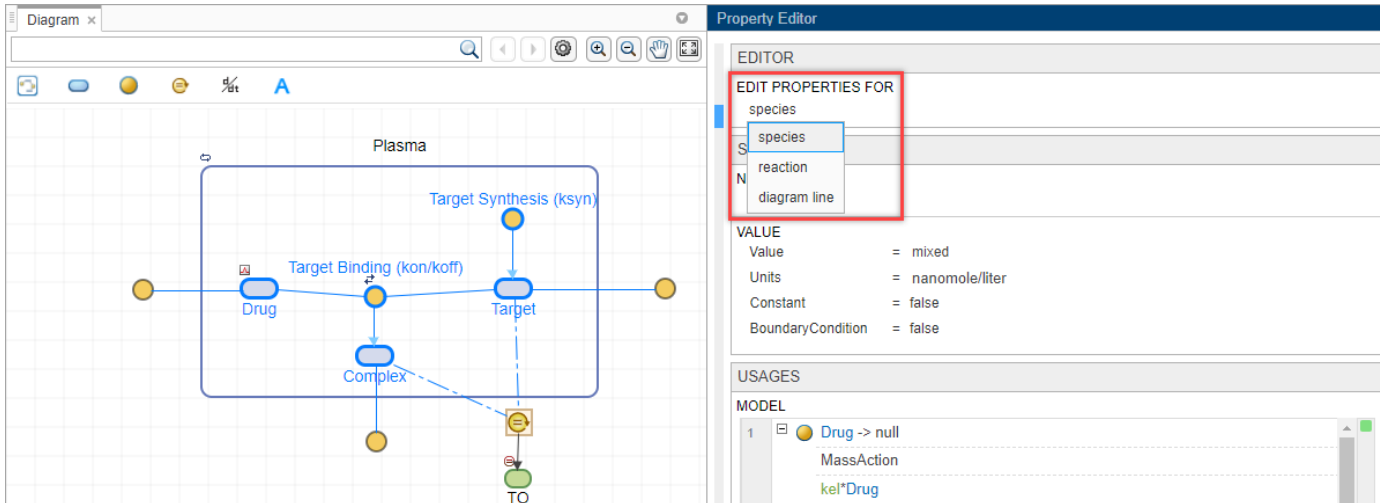 Diagram ×
d/dt
A
Plasma
Target Synthesis (ksyn)
Target Binding (kon/koff)
Drug
Target
Complex
TO
Property Editor
EDITOR
EDIT PROPERTIES FOR
species
species
reaction
diagram line
S
N
VALUE
Value = mixed
Units = nanomole/liter
Constant = false
BoundaryCondition = false
USAGES
MODEL
1 Drug -> null
MassAction
kel*Drug